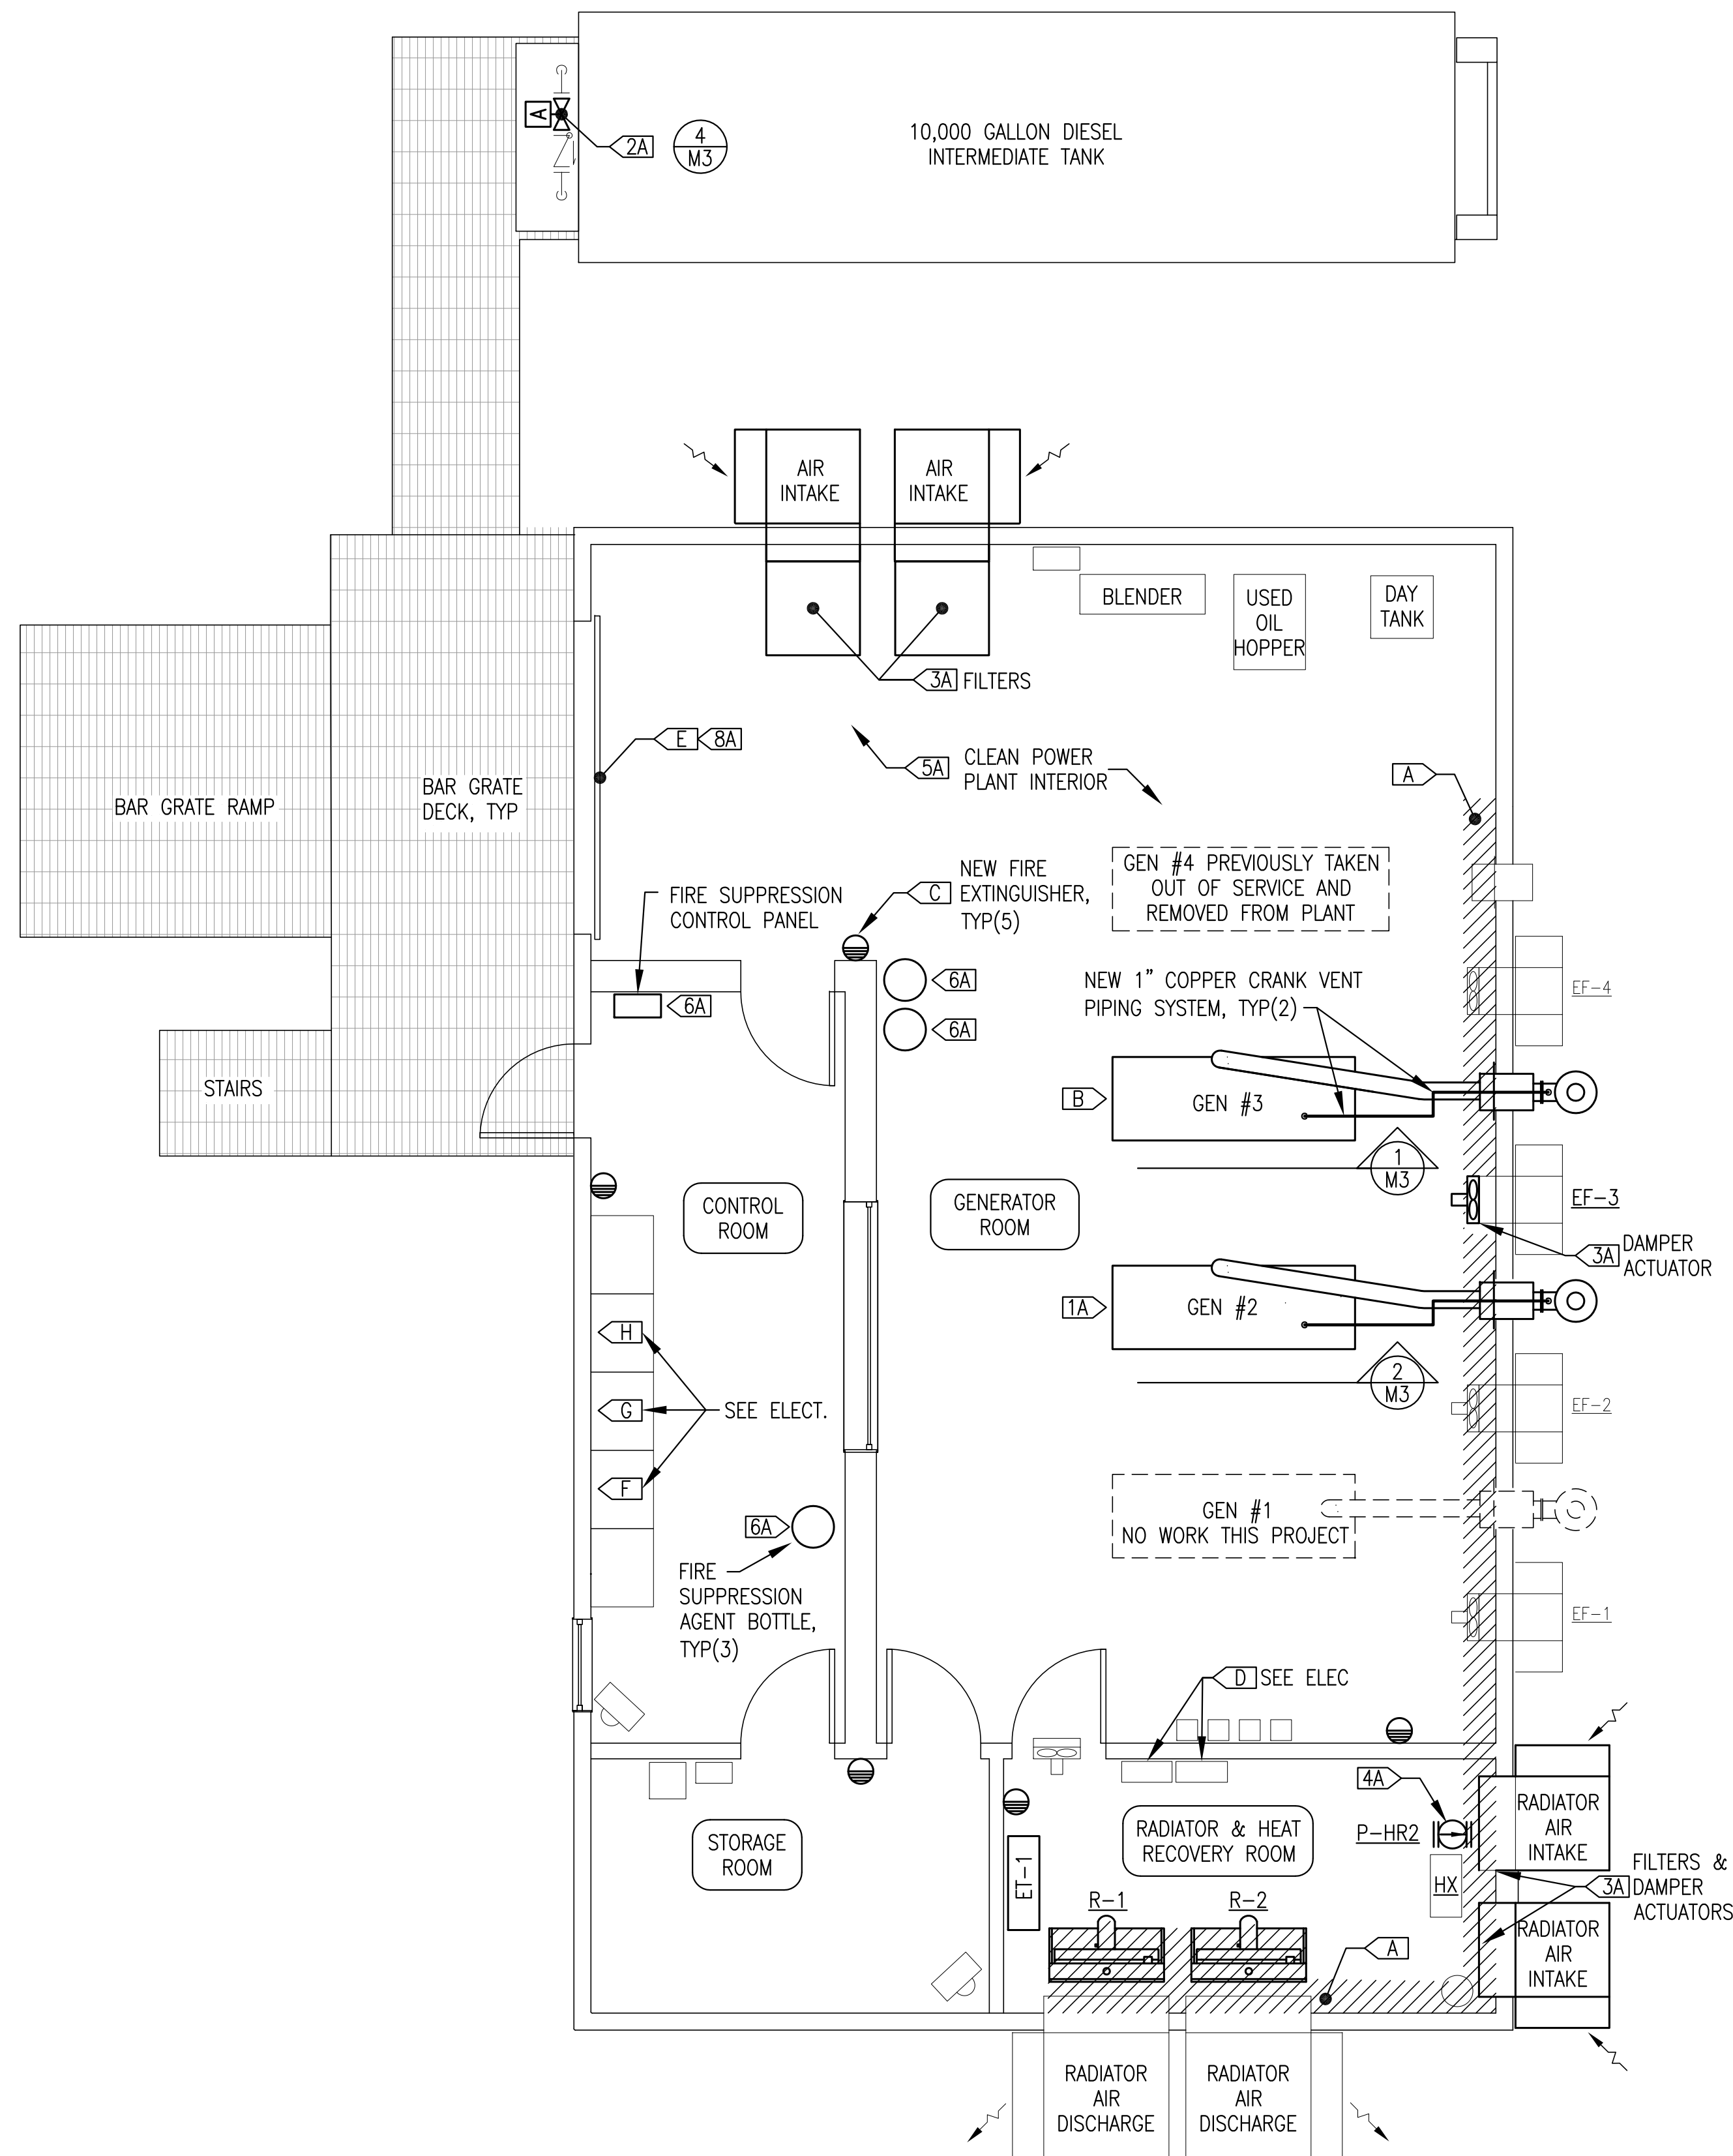 10,000 GALLON DIESEL
INTERMEDIATE TANK
A
2A
4
M3
AIR
INTAKE
AIR
INTAKE
BLENDER
USED
OIL
HOPPER
DAY
TANK
3A FILTERS
E 8A
5A
CLEAN POWER
PLANT INTERIOR
A
BAR GRATE RAMP
BAR GRATE
DECK, TYP
FIRE SUPPRESSION
CONTROL PANEL
C
NEW FIRE
EXTINGUISHER,
TYP(5)
GEN #4 PREVIOUSLY TAKEN
OUT OF SERVICE AND
REMOVED FROM PLANT
6A
6A
6A
NEW 1" COPPER CRANK VENT
PIPING SYSTEM, TYP(2)
EF-4
STAIRS
B
GEN #3
1
M3
CONTROL
ROOM
GENERATOR
ROOM
EF-3
3A
DAMPER
ACTUATOR
1A
GEN #2
2
M3
H
G
F
SEE ELECT.
EF-2
6A
FIRE
SUPPRESSION
AGENT BOTTLE,
TYP(3)
GEN #1
NO WORK THIS PROJECT
EF-1
D SEE ELEC
4A
P-HR2
RADIATOR
AIR
INTAKE
STORAGE
ROOM
RADIATOR & HEAT
RECOVERY ROOM
ET-1
HX
3A
FILTERS &
DAMPER
ACTUATORS
R-1
R-2
A
RADIATOR
AIR
INTAKE
RADIATOR
AIR
DISCHARGE
RADIATOR
AIR
DISCHARGE